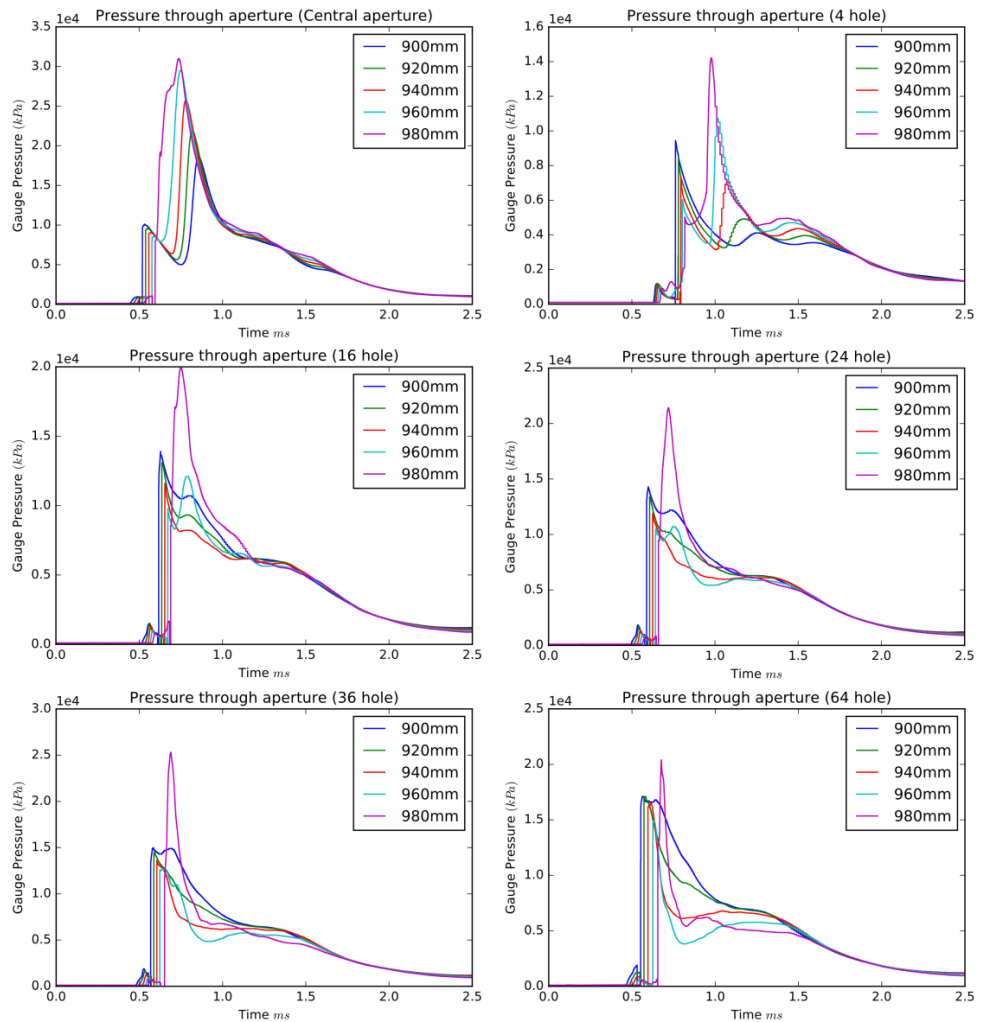 Pressure through aperture (Central aperture)
1e4
3.5
3.0
2.5
2.0
1.5
1.0
0.5
0.0
Gauge Pressure (kPa)
900mm
920mm
940mm
960mm
980mm
0.0 0.5 1.0 1.5 2.0 2.5
Time ms
Pressure through aperture (4 hole)
1e4
1.6
1.4
1.2
1.0
0.8
0.6
0.4
0.2
0.0
Gauge Pressure (kPa)
900mm
920mm
940mm
960mm
980mm
0.0 0.5 1.0 1.5 2.0 2.5
Time ms
Pressure through aperture (16 hole)
1e4
2.0
1.5
1.0
0.5
0.0
Gauge Pressure (kPa)
900mm
920mm
940mm
960mm
980mm
0.0 0.5 1.0 1.5 2.0 2.5
Time ms
Pressure through aperture (24 hole)
1e4
2.5
2.0
1.5
1.0
0.5
0.0
Gauge Pressure (kPa)
900mm
920mm
940mm
960mm
980mm
0.0 0.5 1.0 1.5 2.0 2.5
Time ms
Pressure through aperture (36 hole)
1e4
3.0
2.5
2.0
1.5
1.0
0.5
0.0
Gauge Pressure (kPa)
900mm
920mm
940mm
960mm
980mm
0.0 0.5 1.0 1.5 2.0 2.5
Time ms
Pressure through aperture (64 hole)
1e4
2.5
2.0
1.5
1.0
0.5
0.0
Gauge Pressure (kPa)
900mm
920mm
940mm
960mm
980mm
0.0 0.5 1.0 1.5 2.0 2.5
Time ms